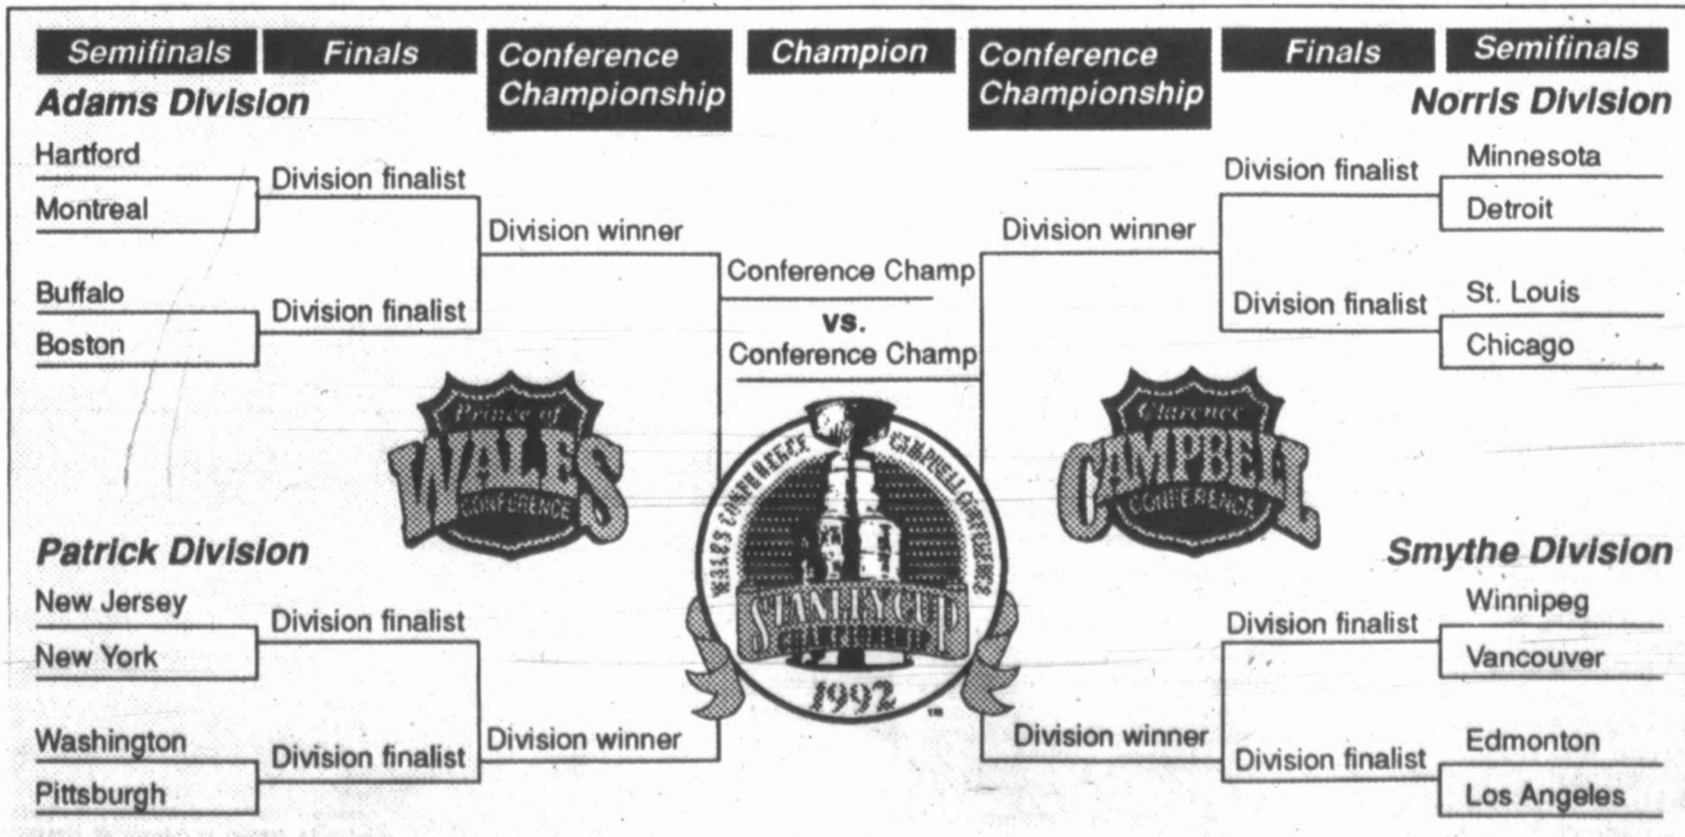 Semifinals
Finals
Conference
Championship
Champion
Conference
Championship
Finals
Semifinals
Adams Division
Hartford
Montreal
Buffalo
Boston
Division finalist
Division finalist
Division winner
Patrick Division
New Jersey
New York
Washington
Pittsburgh
Division finalist
Division finalist
Division winner
Prince of
WALES
CONFERENCE
Conference Champ
vs.
Conference Champ
WALES CONFERENCE
CAMPBELL CONFERENCE
STANLEY CUP
CHAMPIONSHIP
1992
TM
Clarence
CAMPBELL
CONFERENCE
Norris Division
Minnesota
Detroit
St. Louis
Chicago
Division finalist
Division finalist
Division winner
Smythe Division
Winnipeg
Vancouver
Edmonton
Los Angeles
Division finalist
Division finalist
Division winner